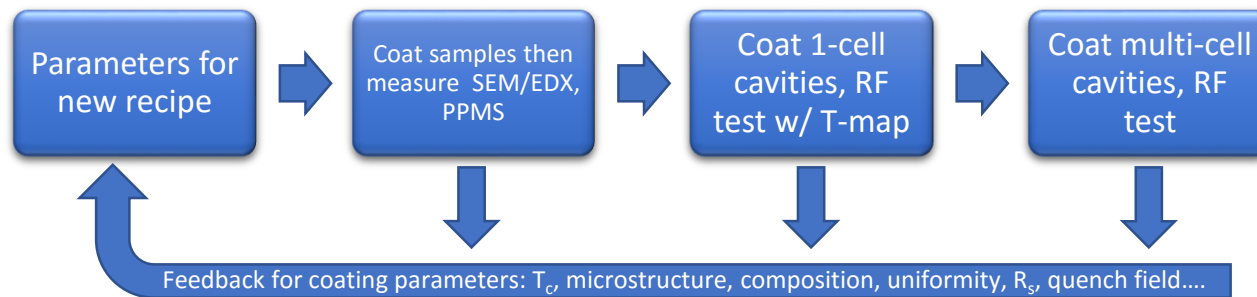 Parameters for
new recipe
Coat samples then
measure  SEM/EDX,
PPMS
Coat 1-cell
cavities, RF
test w/ T-map
Coat multi-cell
cavities, RF
test
Feedback for coating parameters: Tc, microstructure, composition, uniformity, Rs, quench field….